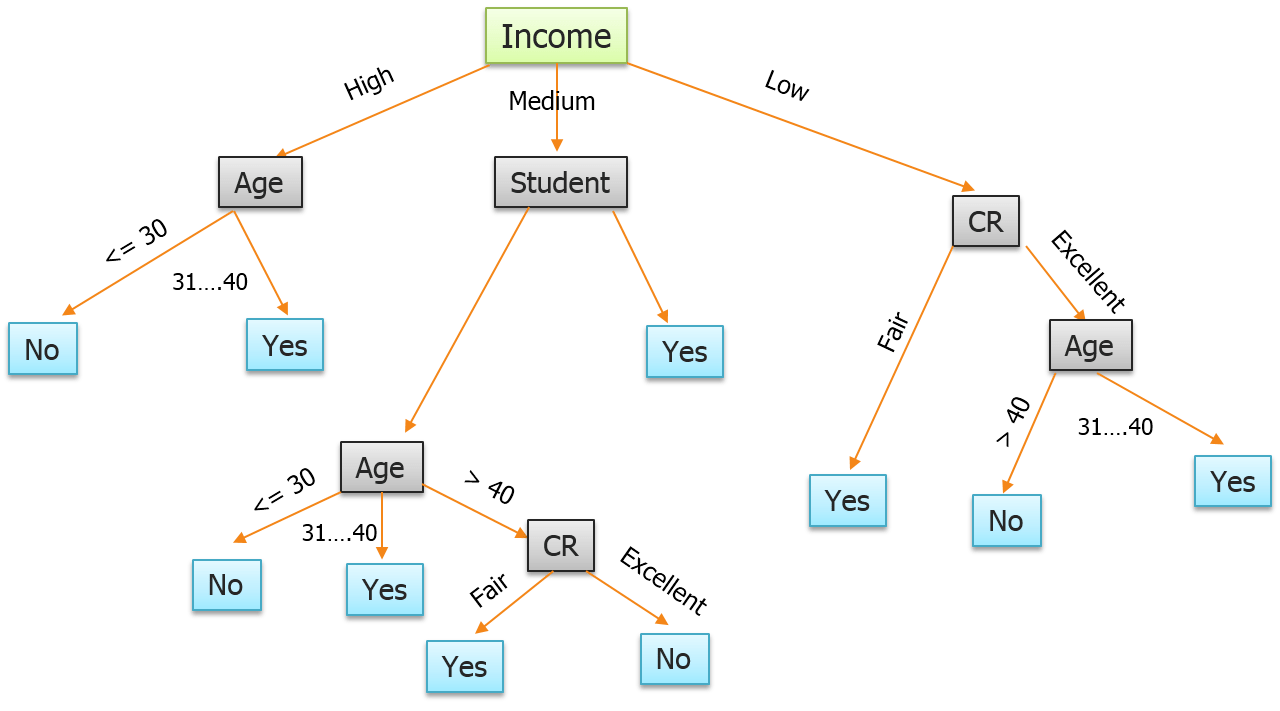 Income
High
Medium
Low
Age
Student
CR
<= 30
31….40
Excellent
Fair
No
Yes
Yes
Age
> 40
31….40
Age
<= 30
31….40
> 40
Yes
No
Yes
CR
No
Yes
Fair
Excellent
Yes
No